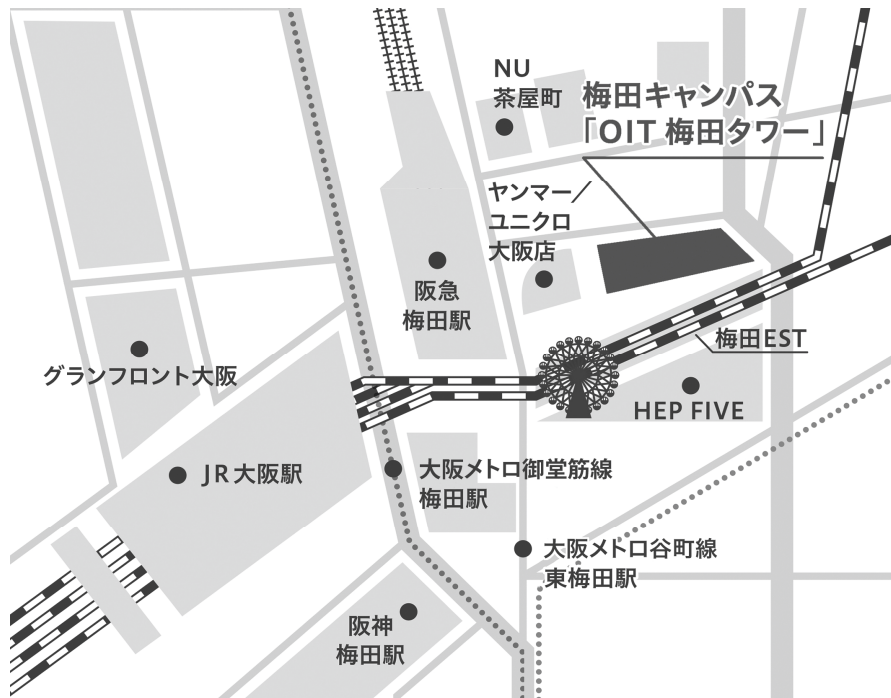 NU
茶屋町
梅田キャンパス
「OIT 梅田タワー」
ヤンマー／
ユニクロ
大阪店
阪急
梅田駅
梅田EST
グランフロント大阪
HEP FIVE
JR大阪駅
大阪メトロ御堂筋線
梅田駅
大阪メトロ谷町線
東梅田駅
阪神
梅田駅